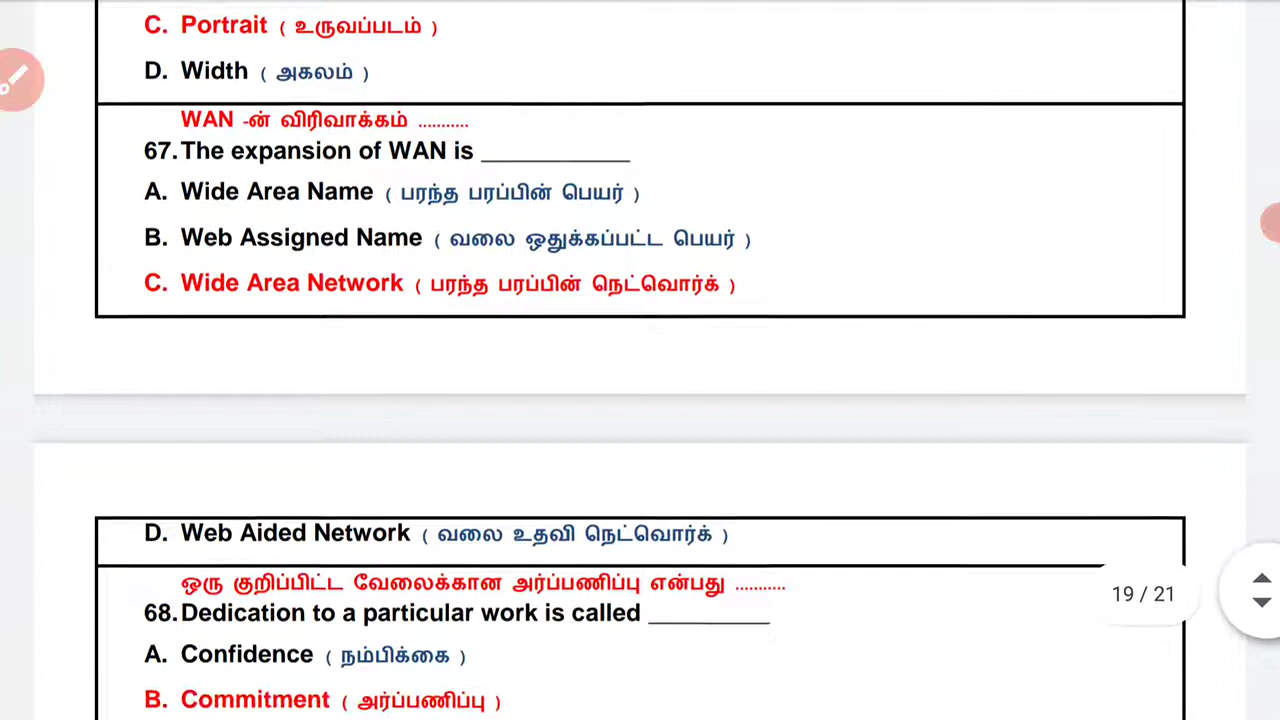 C. Portrait ( உருவப்படம் )
D. Width ( அகலம் )
WAN -ன் விரிவாக்கம் ...........
67. The expansion of WAN is ___________
A. Wide Area Name ( பரந்த பரப்பின் பெயர் )
B. Web Assigned Name ( வலை ஒதுக்கப்பட்ட பெயர் )
C. Wide Area Network ( பரந்த பரப்பின் நெட்வொர்க் )
D. Web Aided Network ( வலை உதவி நெட்வொர்க் )
ஒரு குறிப்பிட்ட வேலைக்கான அர்ப்பணிப்பு என்பது ...........
19 / 21
68. Dedication to a particular work is called _________
A. Confidence ( நம்பிக்கை )
B. Commitment ( அர்ப்பணிப்பு )